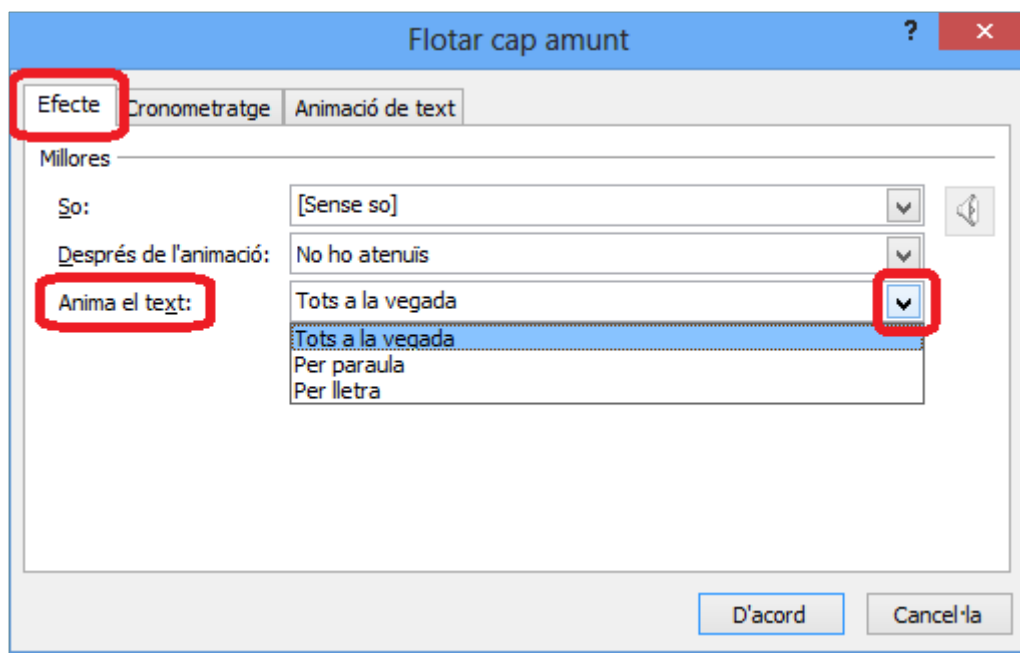 Flotar cap amunt
?
Efecte Cronometratge Animació de text
Millores
So: [Sense so]
Després de l'animació: No ho atenuïs
Anima el text: Tots a la vegada
Tots a la vegada
Per paraula
Per lletra
D'acord Cancel·la